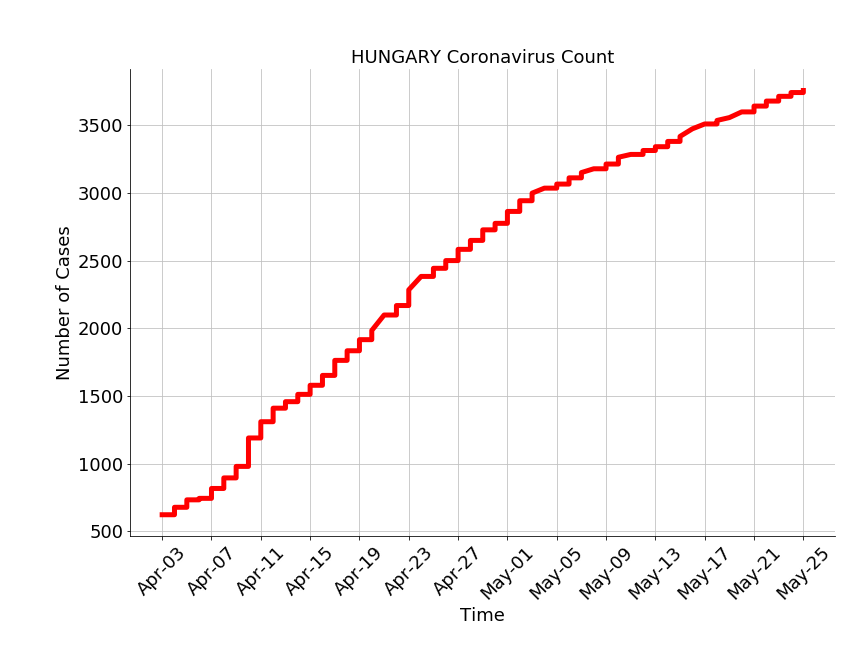 HUNGARY Coronavirus Count
Number of Cases
3500
3000
2500
2000
1500
1000
500
Apr-03
Apr-07
Apr-11
Apr-15
Apr-19
Apr-23
Apr-27
May-01
May-05
May-09
May-13
May-17
May-21
May-25
Time